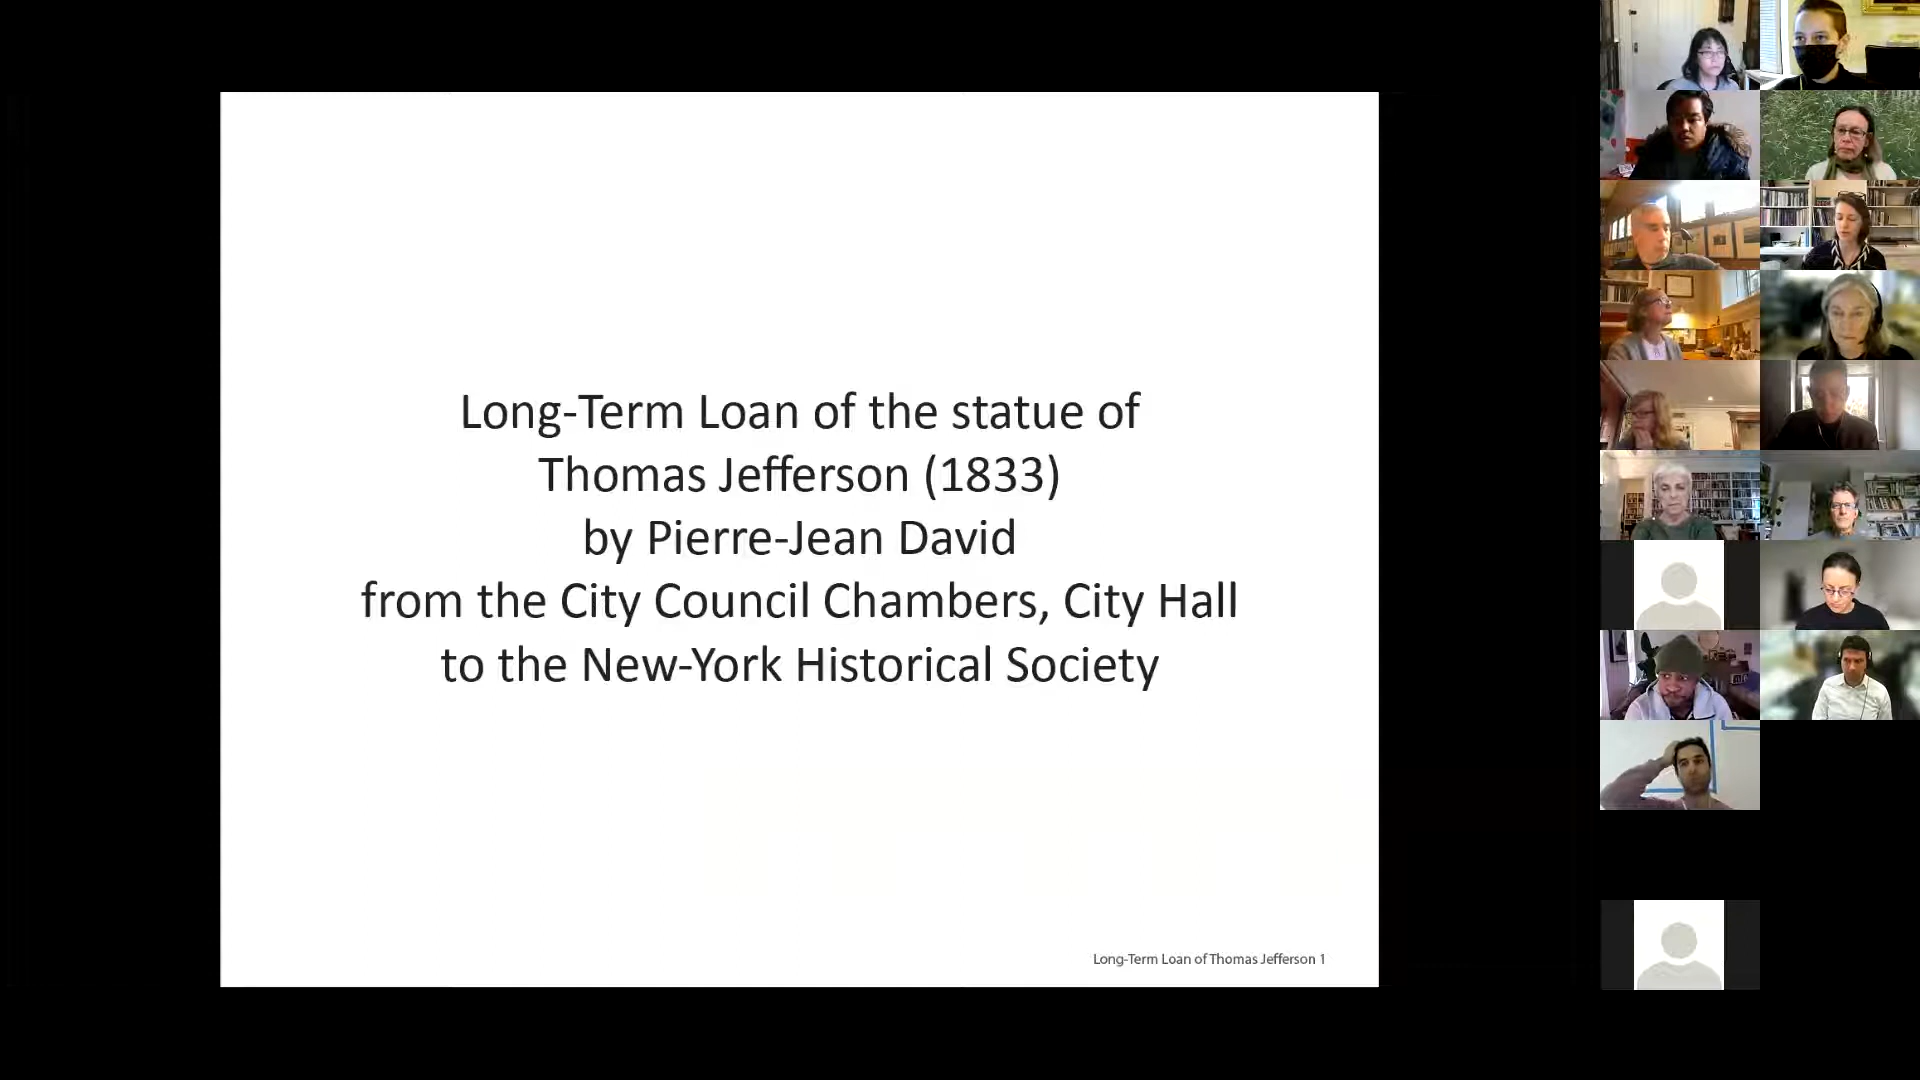 Long-Term Loan of the statue of
Thomas Jefferson (1833)
by Pierre-Jean David
from the City Council Chambers, City Hall
to the New-York Historical Society
Long-Term Loan of Thomas Jefferson 1